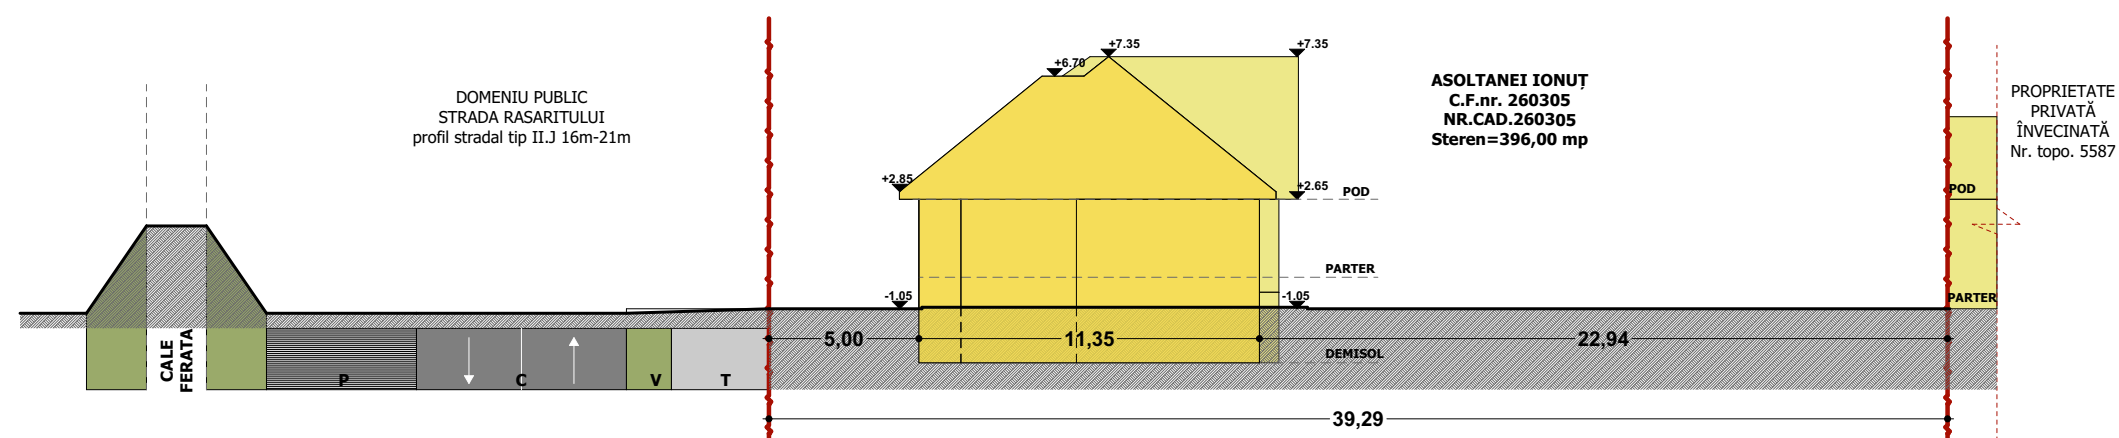 +7.35
+7.35
+6.70
ASOLTANEI IONUȚ
C.F.nr. 260305
NR.CAD.260305
Steren=396,00 mp
DOMENIU PUBLIC
STRADA RASARITULUI
profil stradal tip II.J 16m-21m
PROPRIETATE
PRIVATĂ
ÎNVECINATĂ
Nr. topo. 5587
+2.85
+2.65
POD
POD
PARTER
-1.05
-1.05
PARTER
5,00
11,35
22,94
DEMISOL
CALE
FERATA
P
C
V
T
39,29